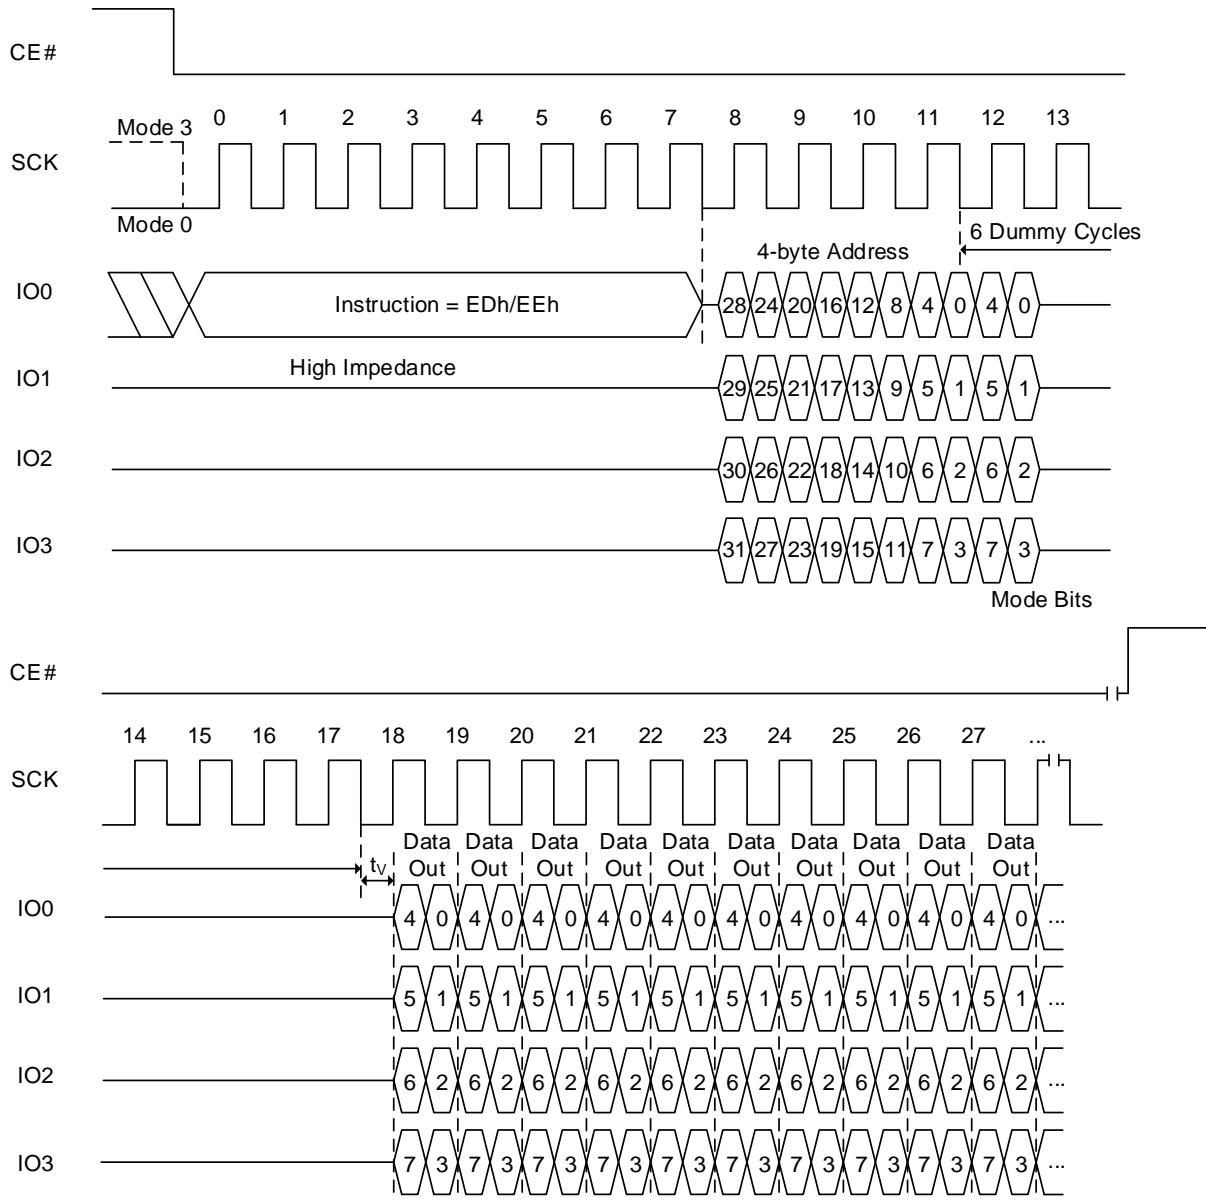 CE#
0 1 2 3 4 5 6 7 8 9 10 11 12 13
Mode 3
SCK
Mode 0
6 Dummy Cycles
4-byte Address
IO0 Instruction = EDh/EEh 28 24 20 16 12 8 4 0 4 0
High Impedance
IO1 29 25 21 17 13 9 5 1 5 1
IO2 30 26 22 18 14 10 6 2 6 2
IO3 31 27 23 19 15 11 7 3 7 3
Mode Bits
CE#
14 15 16 17 18 19 20 21 22 23 24 25 26 27 ...
SCK
Data Data Data Data Data Data Data Data Data Data
tV Out Out Out Out Out Out Out Out Out Out
IO0 4 0 4 0 4 0 4 0 4 0 4 0 4 0 4 0 4 0 4 0 ...
IO1 5 1 5 1 5 1 5 1 5 1 5 1 5 1 5 1 5 1 5 1 ...
IO2 6 2 6 2 6 2 6 2 6 2 6 2 6 2 6 2 6 2 6 2 ...
IO3 7 3 7 3 7 3 7 3 7 3 7 3 7 3 7 3 7 3 7 3 ...